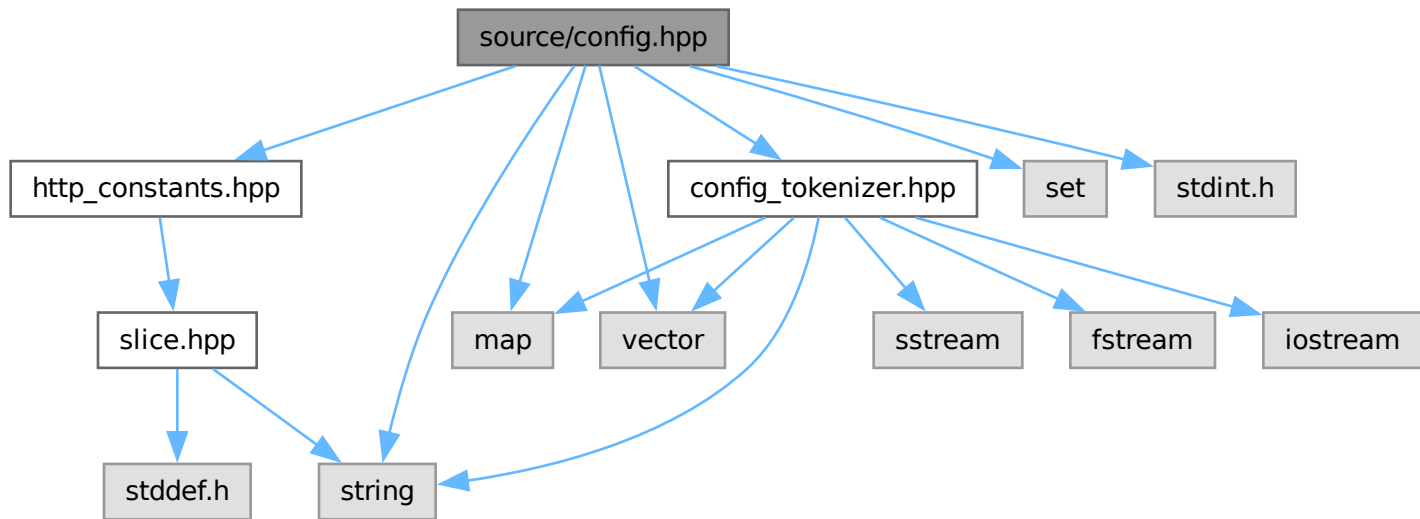 source/config.hpp
http_constants.hpp
config_tokenizer.hpp
set
stdint.h
slice.hpp
map
vector
sstream
fstream
iostream
stddef.h
string